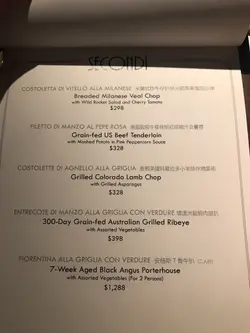 SECONDI
COSTOLETTA DI VITELLO ALLA MILANESE
Breaded Milanese Veal Chop
with Wild Rocket Salad and Cherry Tomato
$298
FILETTO DI MANZO AL PEPE ROSA
Grain-fed US Beef Tenderloin
with Mashed Potato in Pink Peppercorn Sauce
$328
COSTOLETTE DI AGNELLO ALLA GRIGLIA
Grilled Colorado Lamb Chop
with Grilled Asparagus
$328
ENTRECOTE DI MANZO ALLA GRIGLIA CON VERDURE
300-Day Grain-fed Australian Grilled Ribeye
with Assorted Vegetables
$398
FIORENTINA ALLA GRIGLIA CON VERDURE
7-Week Aged Black Angus Porterhouse
with Assorted Vegetables (For 2 Persons)
$1,288